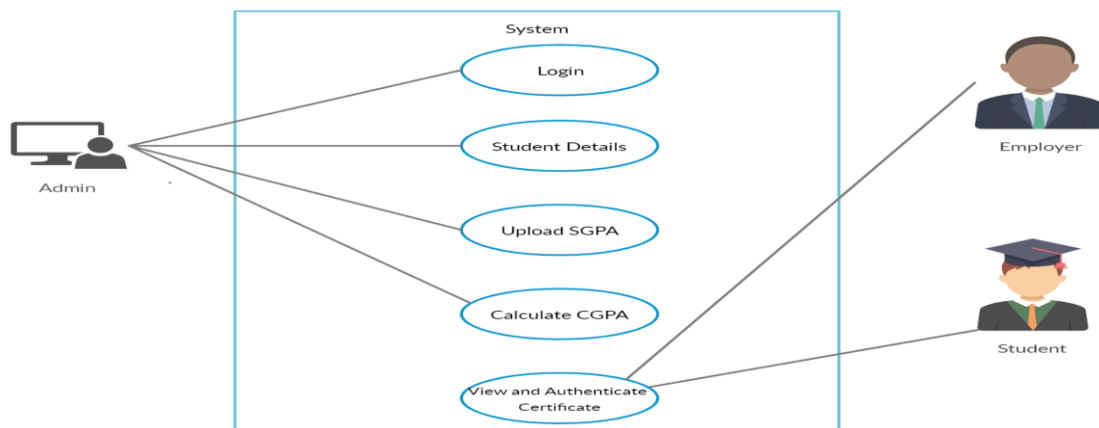 System
Login
Student Details
Upload SGPA
Calculate CGPA
View and Authenticate
Certificate
Admin
Employer
Student